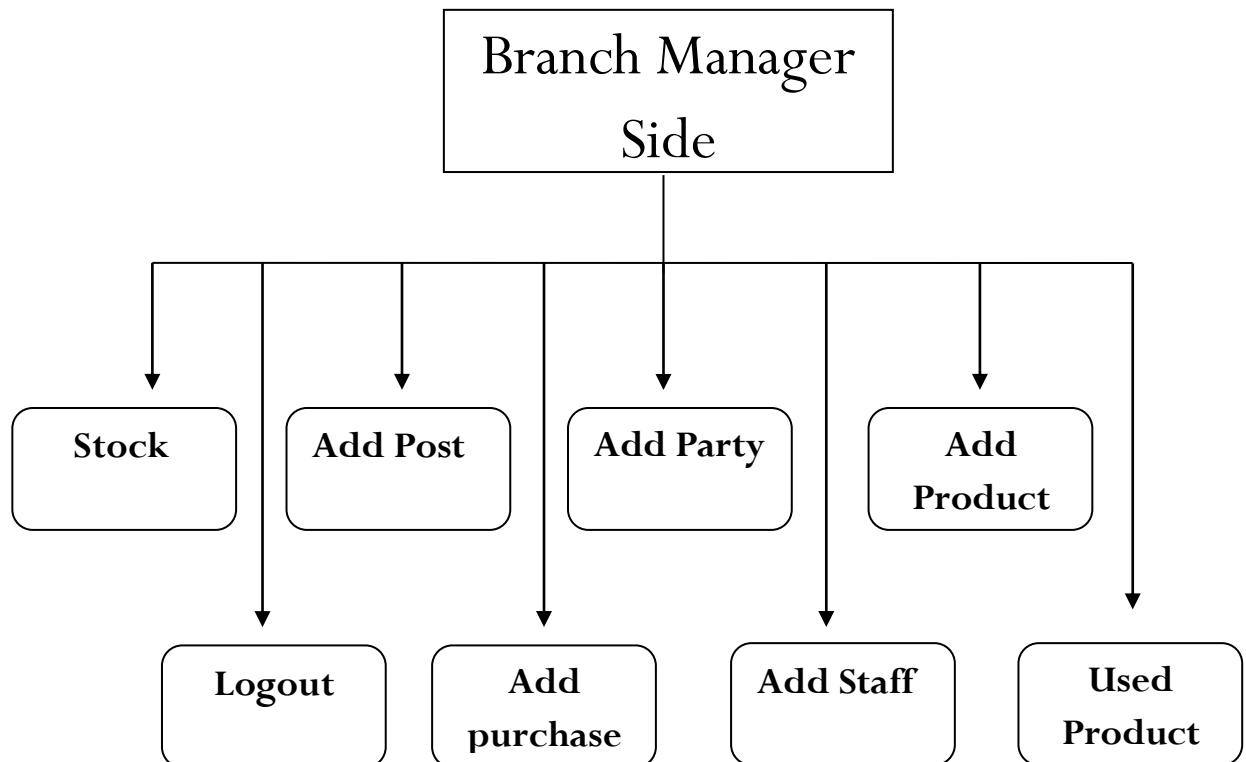 Branch Manager
Side
Stock
Add Post
Add Party
Add
Product
Logout
Add
purchase
Add Staff
Used
Product